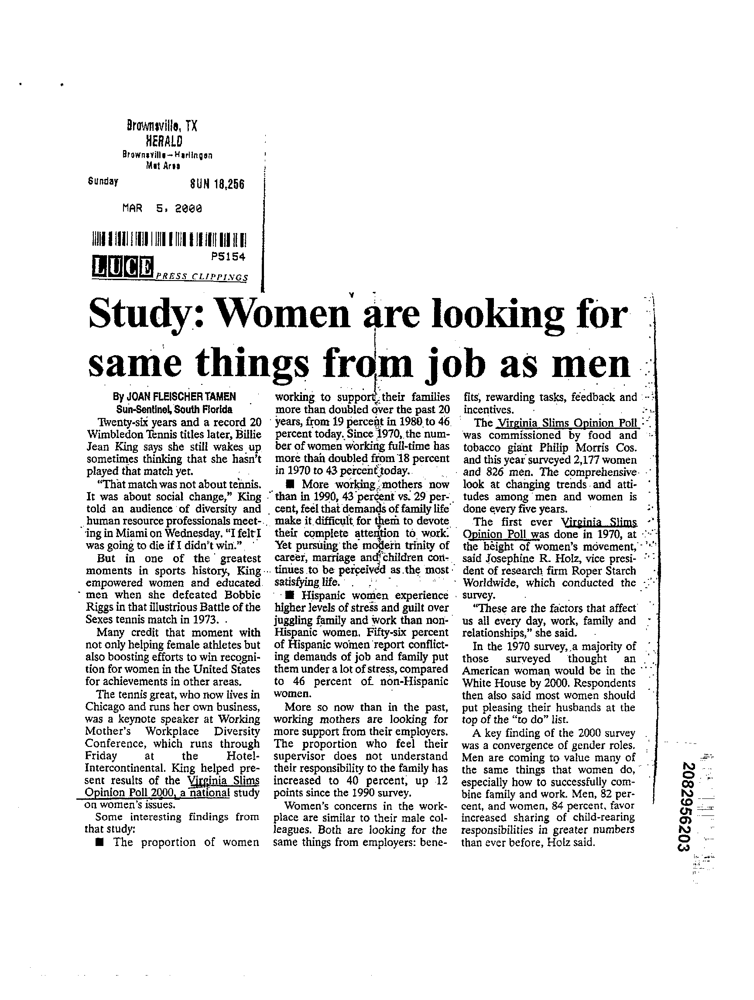 Brownsville, TX
HERALD
Brownsville-Harlingen
Met Area
Sunday SUN 18,256
MAR 5, 2000
P5154
LUCE PRESS CLIPPINGS
Study: Women are looking for
same things from job as men
By JOAN FLEISCHER TAMEN
Sun-Sentinel, South Florida
Twenty-six years and a record 20
Wimbledon Tennis titles later, Billie
Jean King says she still wakes up
sometimes thinking that she hasn't
played that match yet.
"That match was not about tennis.
It was about social change," King
told an audience of diversity and
human resource professionals meet-
ing in Miami on Wednesday. "I felt I
was going to die if I didn't win."
But in one of the greatest
moments in sports history, King
empowered women and educated
men when she defeated Bobbie
Riggs in that illustrious Battle of the
Sexes tennis match in 1973.
Many credit that moment with
not only helping female athletes but
also boosting efforts to win recogni-
tion for women in the United States
for achievements in other areas.
The tennis great, who now lives in
Chicago and runs her own business,
was a keynote speaker at Working
Mother's Workplace Diversity
Conference, which runs through
Friday at the Hotel-
Intercontinental. King helped pre-
sent results of the Virginia Slims
Opinion Poll 2000, a national study
on women's issues.
Some interesting findings from
that study:
■ The proportion of women
working to support their families
more than doubled over the past 20
years, from 19 percent in 1980 to 46
percent today. Since 1970, the num-
ber of women working full-time has
more than doubled from 18 percent
in 1970 to 43 percent today.
■ More working mothers now
than in 1990, 43 percent vs. 29 per-
cent, feel that demands of family life
make it difficult for them to devote
their complete attention to work.
Yet pursuing the modern trinity of
career, marriage and children con-
tinues to be perceived as the most
satisfying life.
■ Hispanic women experience
higher levels of stress and guilt over
juggling family and work than non-
Hispanic women. Fifty-six percent
of Hispanic women report conflict-
ing demands of job and family put
them under a lot of stress, compared
to 46 percent of non-Hispanic
women.
More so now than in the past,
working mothers are looking for
more support from their employers.
The proportion who feel their
supervisor does not understand
their responsibility to the family has
increased to 40 percent, up 12
points since the 1990 survey.
Women's concerns in the work-
place are similar to their male col-
leagues. Both are looking for the
same things from employers: bene-
fits, rewarding tasks, feedback and
incentives.
The Virginia Slims Opinion Poll
was commissioned by food and
tobacco giant Philip Morris Cos.
and this year surveyed 2,177 women
and 826 men. The comprehensive
look at changing trends and atti-
tudes among men and women is
done every five years.
The first ever Virginia Slims
Opinion Poll was done in 1970, at
the height of women's movement,
said Josephine R. Holz, vice presi-
dent of research firm Roper Starch
Worldwide, which conducted the
survey.
"These are the factors that affect
us all every day, work, family and
relationships," she said.
In the 1970 survey, a majority of
those surveyed thought an
American woman would be in the
White House by 2000. Respondents
then also said most women should
put pleasing their husbands at the
top of the "to do" list.
A key finding of the 2000 survey
was a convergence of gender roles.
Men are coming to value many of
the same things that women do,
especially how to successfully com-
bine family and work. Men, 82 per-
cent, and women, 84 percent, favor
increased sharing of child-rearing
responsibilities in greater numbers
than ever before, Holz said.
2082956203